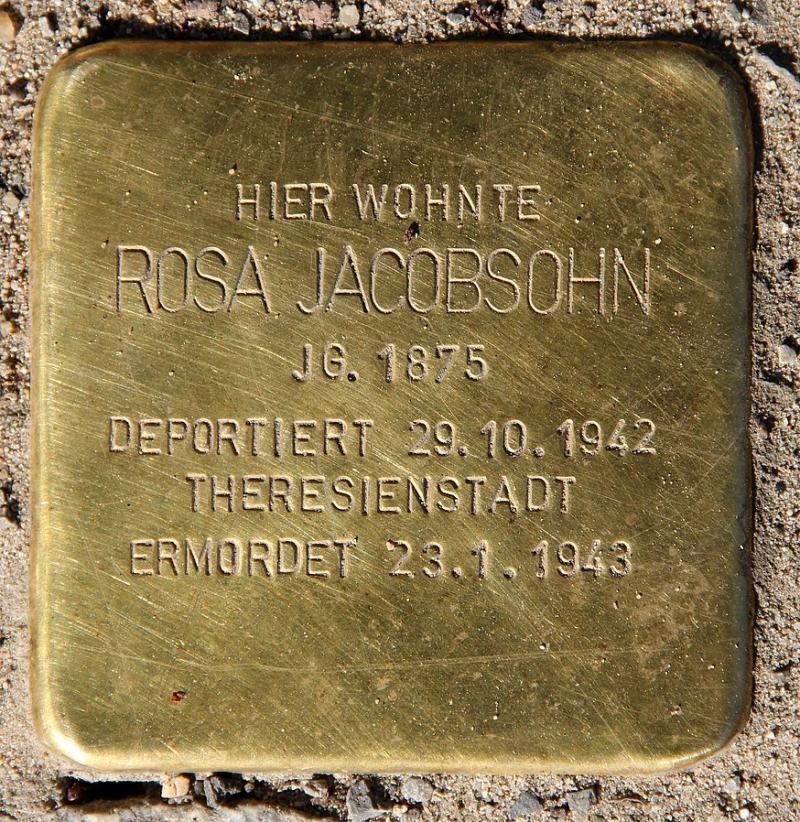 HIER WOHNTE
ROSA JACOBSOHN
JG. 1875
DEPORTIERT 29.10.1942
THERESIENSTADT
ERMORDET 23.1.1943